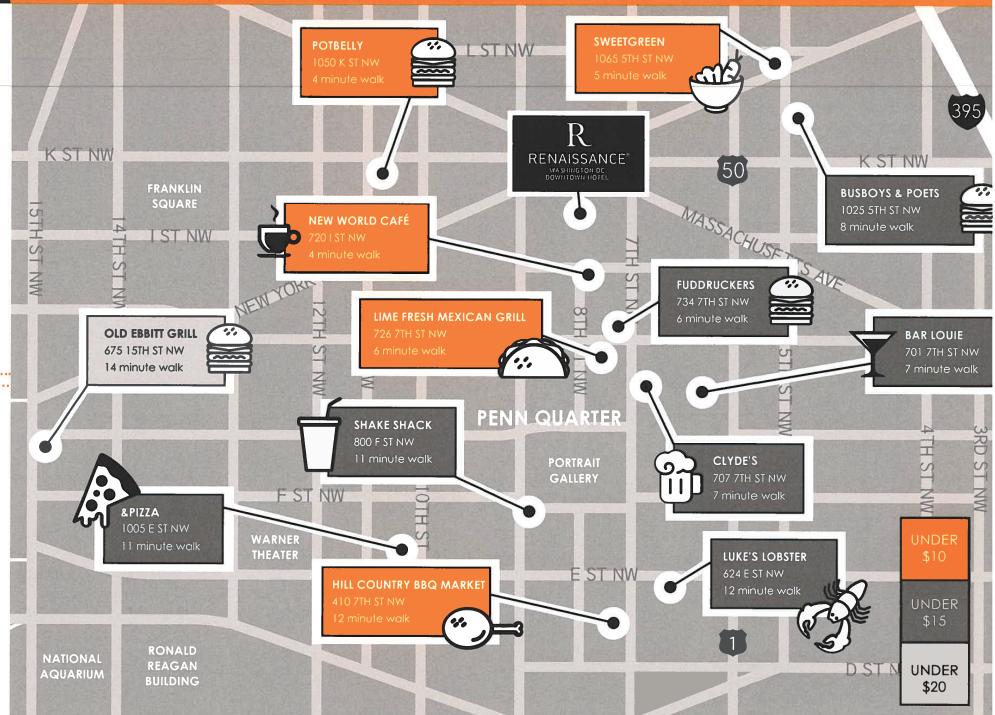 POTBELLY
1050 K ST NW
4 minute walk
L ST NW
SWEETGREEN
1065 5TH ST NW
5 minute walk
395
R
RENAISSANCE®
WASHINGTON DC
DOWNTOWN HOTEL
50
K ST NW
K ST NW
FRANKLIN
SQUARE
BUSBOYS & POETS
1025 5TH ST NW
8 minute walk
15TH ST NW
14TH ST NW
I ST NW
NEW WORLD CAFÉ
720 I ST NW
4 minute walk
7TH ST N
MASSACHUSETTS AVE
NEW YORK
12TH ST NW
FUDDRUCKERS
734 7TH ST NW
6 minute walk
LIME FRESH MEXICAN GRILL
726 7TH ST NW
6 minute walk
8TH ST NW
OLD EBBITT GRILL
675 15TH ST NW
14 minute walk
BAR LOUIE
701 7TH ST NW
7 minute walk
5TH ST NW
W
SHAKE SHACK
800 F ST NW
11 minute walk
PENN QUARTER
4TH ST NW
3RD ST NW
PORTRAIT
GALLERY
CLYDE'S
707 7TH ST NW
7 minute walk
F ST NW
10TH ST
&PIZZA
1005 E ST NW
11 minute walk
WARNER
THEATER
E ST NW
LUKE'S LOBSTER
624 E ST NW
12 minute walk
UNDER
$10
HILL COUNTRY BBQ MARKET
410 7TH ST NW
12 minute walk
UNDER
$15
1
NATIONAL
AQUARIUM
RONALD
REAGAN
BUILDING
D ST N
UNDER
$20